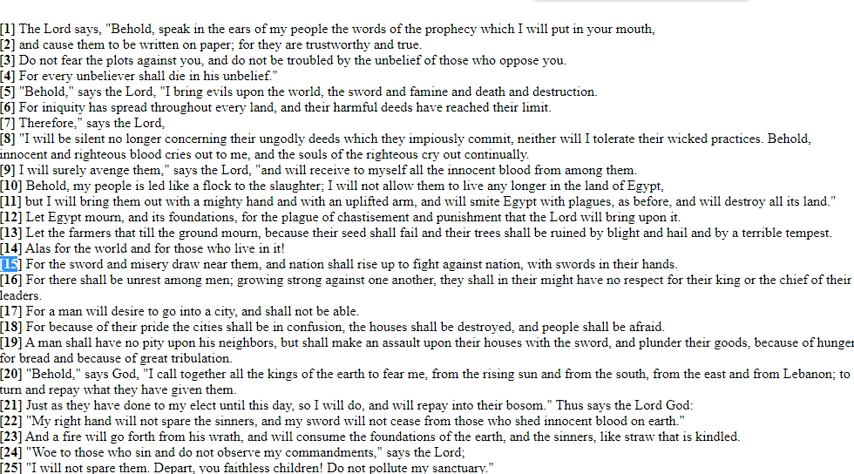 [1] The Lord says, "Behold, speak in the ears of my people the words of the prophecy which I will put in your mouth,
[2] and cause them to be written on paper; for they are trustworthy and true.
[3] Do not fear the plots against you, and do not be troubled by the unbelief of those who oppose you.
[4] For every unbeliever shall die in his unbelief."
[5] "Behold," says the Lord, "I bring evils upon the world, the sword and famine and death and destruction.
[6] For iniquity has spread throughout every land, and their harmful deeds have reached their limit.
[7] Therefore," says the Lord,
[8] "I will be silent no longer concerning their ungodly deeds which they impiously commit, neither will I tolerate their wicked practices. Behold,
innocent and righteous blood cries out to me, and the souls of the righteous cry out continually.
[9] I will surely avenge them," says the Lord, "and will receive to myself all the innocent blood from among them.
[10] Behold, my people is led like a flock to the slaughter; I will not allow them to live any longer in the land of Egypt,
[11] but I will bring them out with a mighty hand and with an uplifted arm, and will smite Egypt with plagues, as before, and will destroy all its land."
[12] Let Egypt mourn, and its foundations, for the plague of chastisement and punishment that the Lord will bring upon it.
[13] Let the farmers that till the ground mourn, because their seed shall fail and their trees shall be ruined by blight and hail and by a terrible tempest.
[14] Alas for the world and for those who live in it!
[15] For the sword and misery draw near them, and nation shall rise up to fight against nation, with swords in their hands.
[16] For there shall be unrest among men; growing strong against one another, they shall in their might have no respect for their king or the chief of their
leaders.
[17] For a man will desire to go into a city, and shall not be able.
[18] For because of their pride the cities shall be in confusion, the houses shall be destroyed, and people shall be afraid.
[19] A man shall have no pity upon his neighbors, but shall make an assault upon their houses with the sword, and plunder their goods, because of hunger
for bread and because of great tribulation.
[20] "Behold," says God, "I call together all the kings of the earth to fear me, from the rising sun and from the south, from the east and from Lebanon; to
turn and repay what they have given them.
[21] Just as they have done to my elect until this day, so I will do, and will repay into their bosom." Thus says the Lord God:
[22] "My right hand will not spare the sinners, and my sword will not cease from those who shed innocent blood on earth."
[23] And a fire will go forth from his wrath, and will consume the foundations of the earth, and the sinners, like straw that is kindled.
[24] "Woe to those who sin and do not observe my commandments," says the Lord;
[25] "I will not spare them. Depart, you faithless children! Do not pollute my sanctuary."